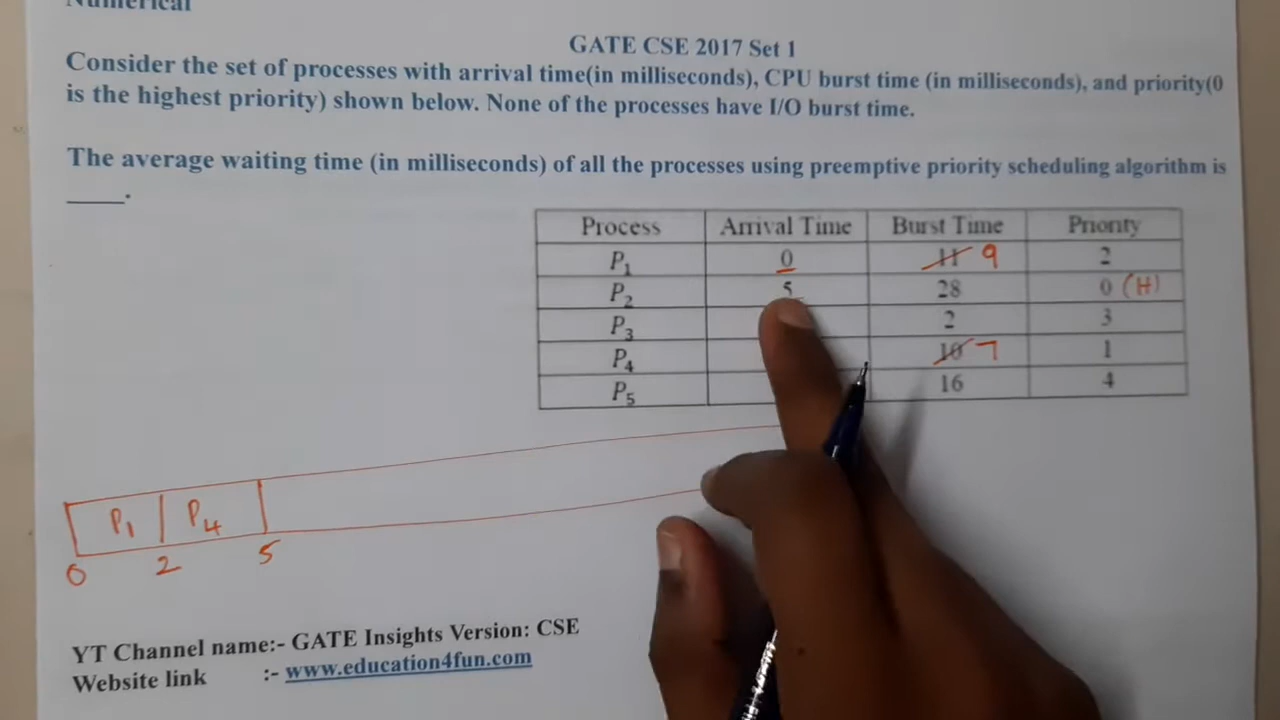 Numerical
GATE CSE 2017 Set 1
Consider the set of processes with arrival time(in milliseconds), CPU burst time (in milliseconds), and priority(0
is the highest priority) shown below. None of the processes have I/O burst time.
The average waiting time (in milliseconds) of all the processes using preemptive priority scheduling algorithm is
____.
Process Arrival Time Burst Time Priority
P1 0 11 9 2
P2 5 28 0 (H)
P3 2 3
P4 10 7 1
P5 16 4
P1 P4
0 2 5
YT Channel name:- GATE Insights Version: CSE
Website link :- www.education4fun.com